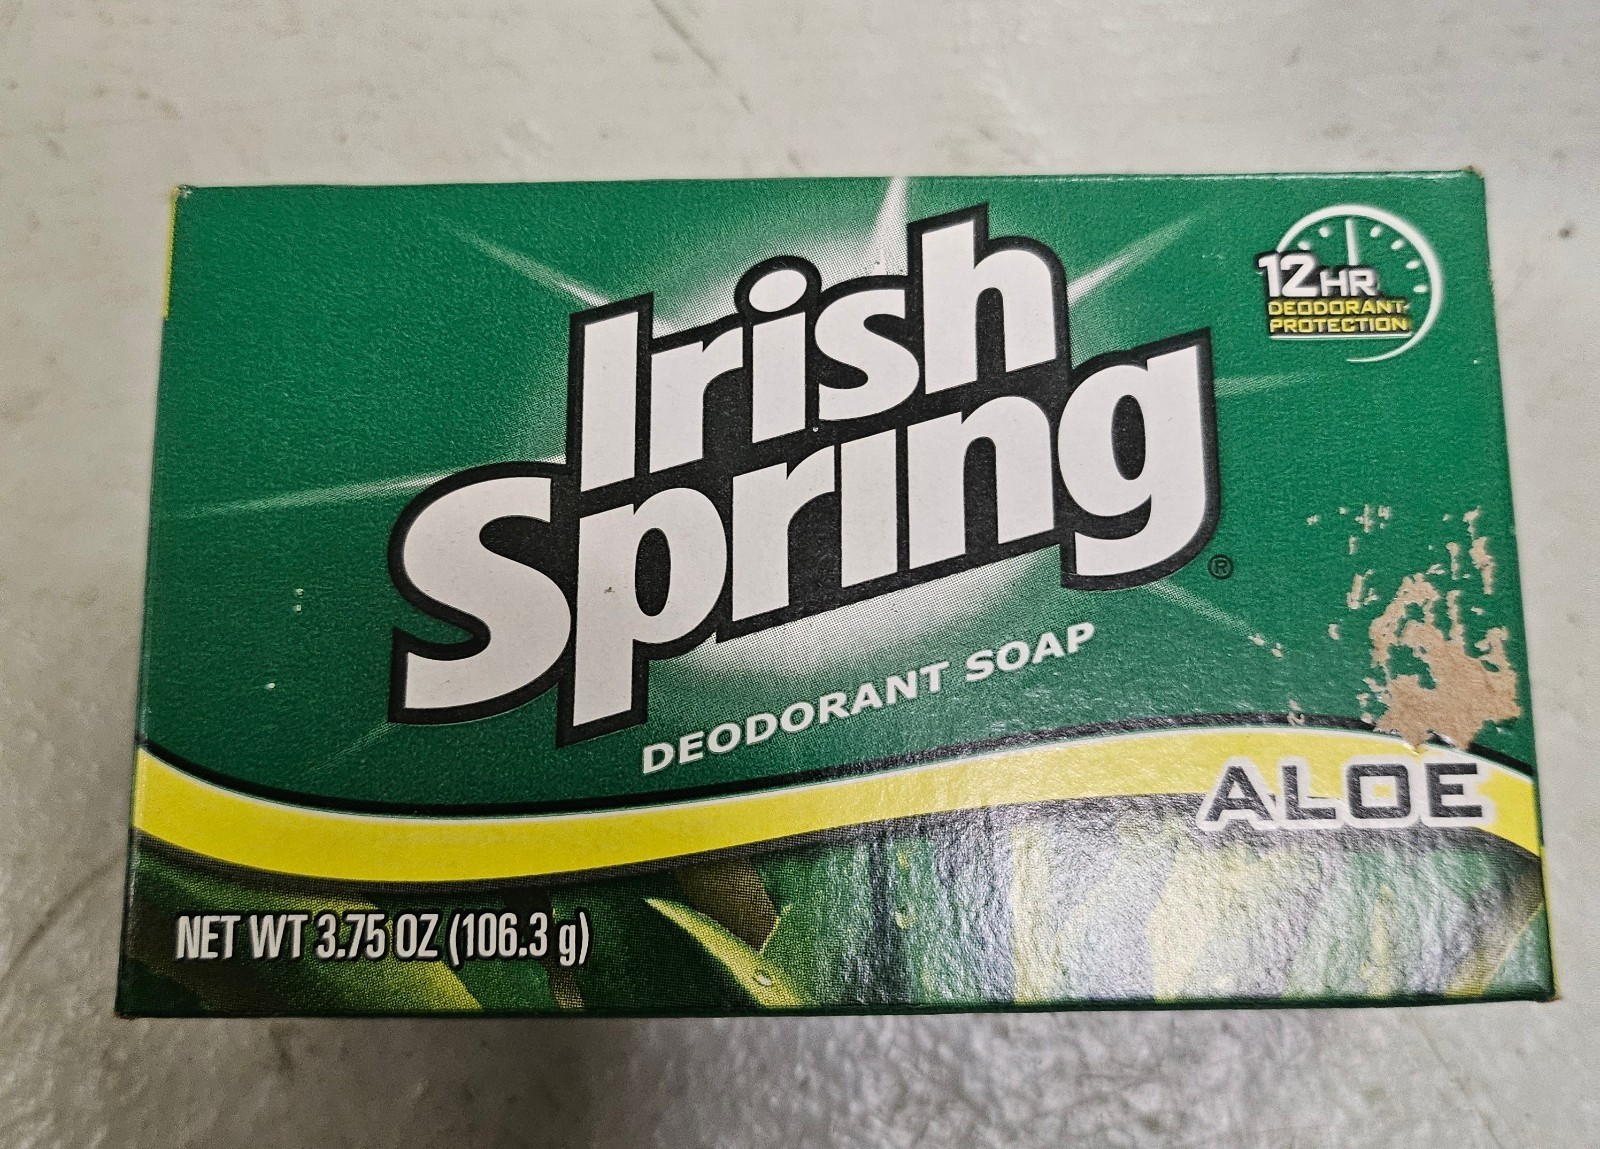 Irish
Spring®
DEODORANT SOAP
12HR
DEODORANT
PROTECTION
ALOE
NET WT 3.75 OZ (106.3 g)